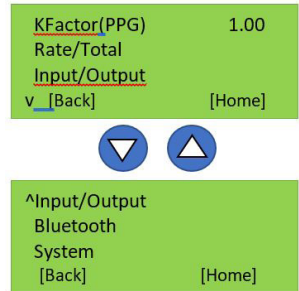 KFactor(PPG) 1.00
Rate/Total
Input/Output
v [Back] [Home]
^Input/Output
Bluetooth
System
[Back] [Home]